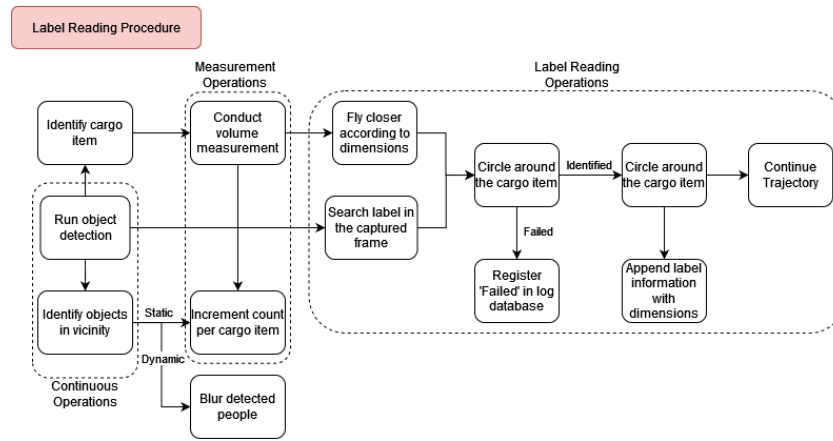 Label Reading Procedure
Measurement
Operations
Label Reading
Operations
Identify cargo
item
Conduct
volume
measurement
Fly closer
according to
dimensions
Circle around
the cargo item
Identified
Circle around
the cargo item
Continue
Trajectory
Run object
detection
Search label in
the captured
frame
Failed
Register
'Failed' in log
database
Append label
information
with
dimensions
Identify objects
in vicinity
Static
Dynamic
Increment count
per cargo item
Continuous
Operations
Blur detected
people